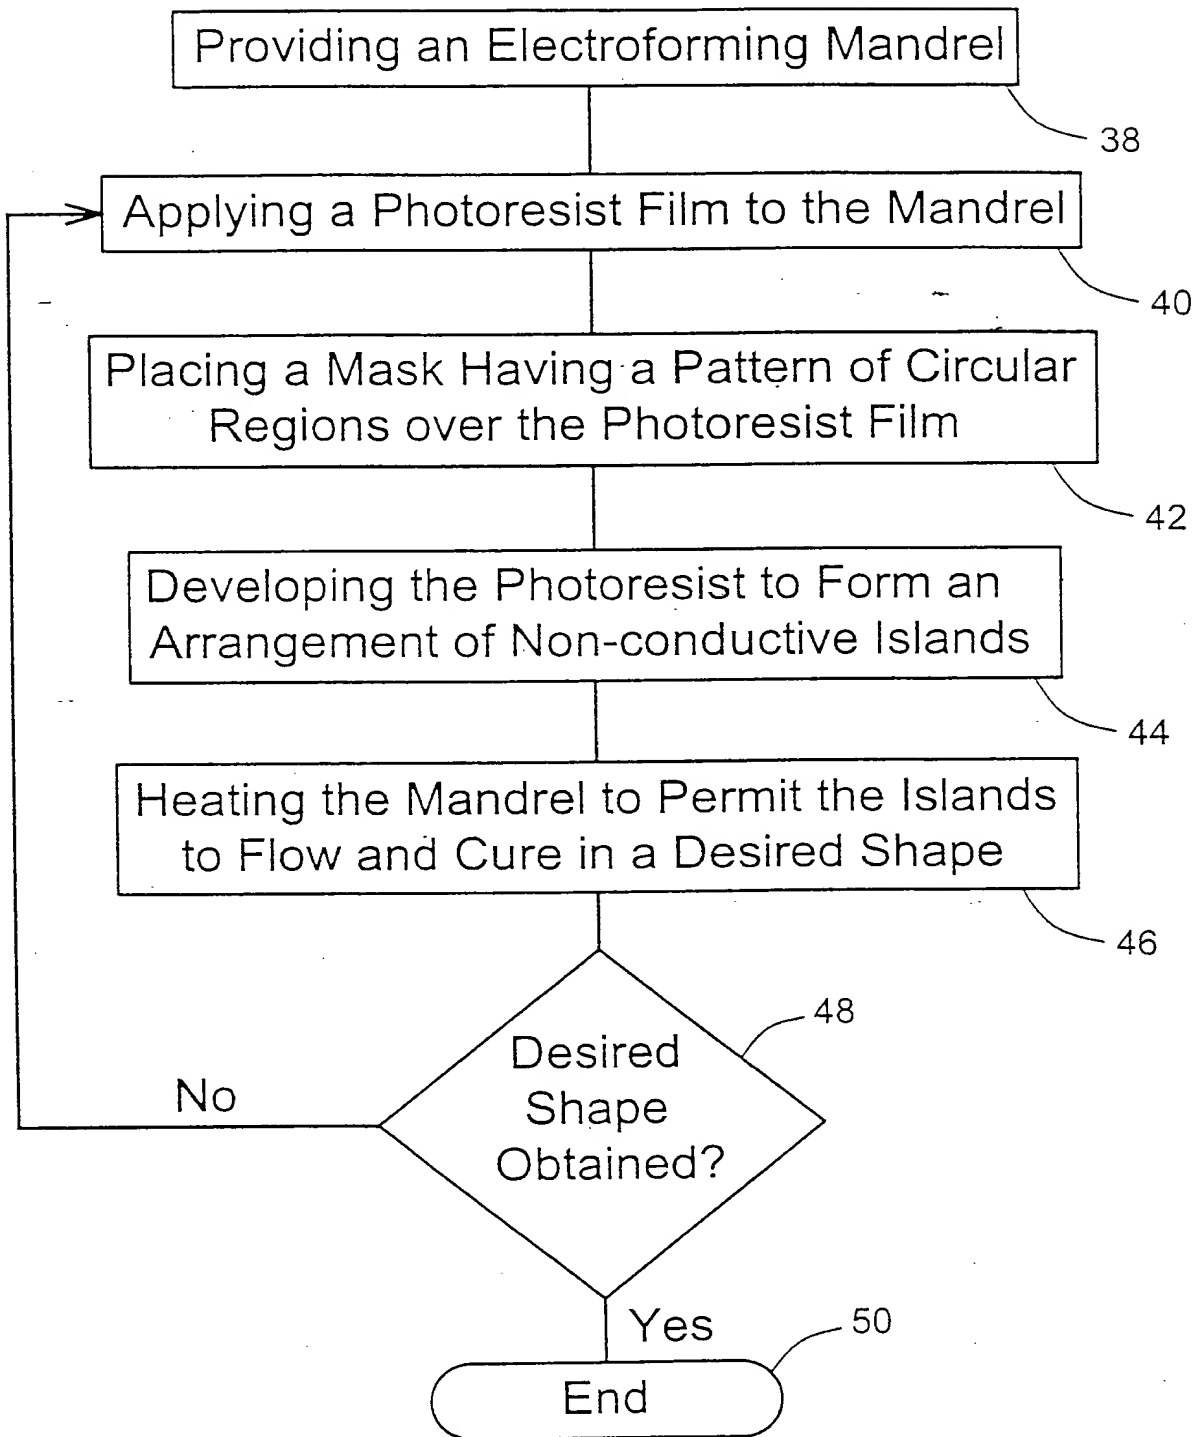 Providing an Electroforming Mandrel
38
Applying a Photoresist Film to the Mandrel
40
Placing a Mask Having a Pattern of Circular
Regions over the Photoresist Film
42
Developing the Photoresist to Form an
Arrangement of Non-conductive Islands
44
Heating the Mandrel to Permit the Islands
to Flow and Cure in a Desired Shape
46
48
Desired
Shape
Obtained?
No
Yes
50
End